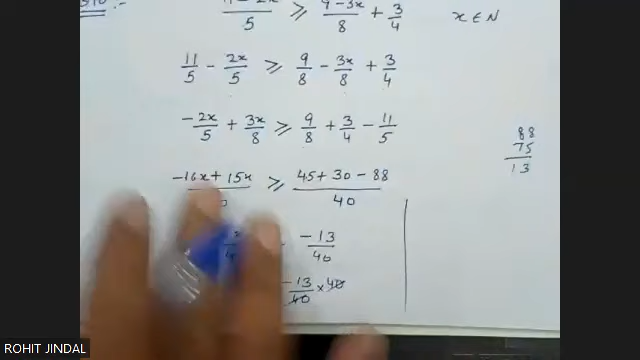 11 - 2x / 5 ≥ 9 - 3x / 8 + 3/4 x ∈ N
11/5 - 2x/5 ≥ 9/8 - 3x/8 + 3/4
-2x/5 + 3x/8 ≥ 9/8 + 3/4 - 11/5
88
75
13
-16x + 15x / 0 ≥ 45 + 30 - 88 / 40
-13/40
-13/40 × 40
ROHIT JINDAL